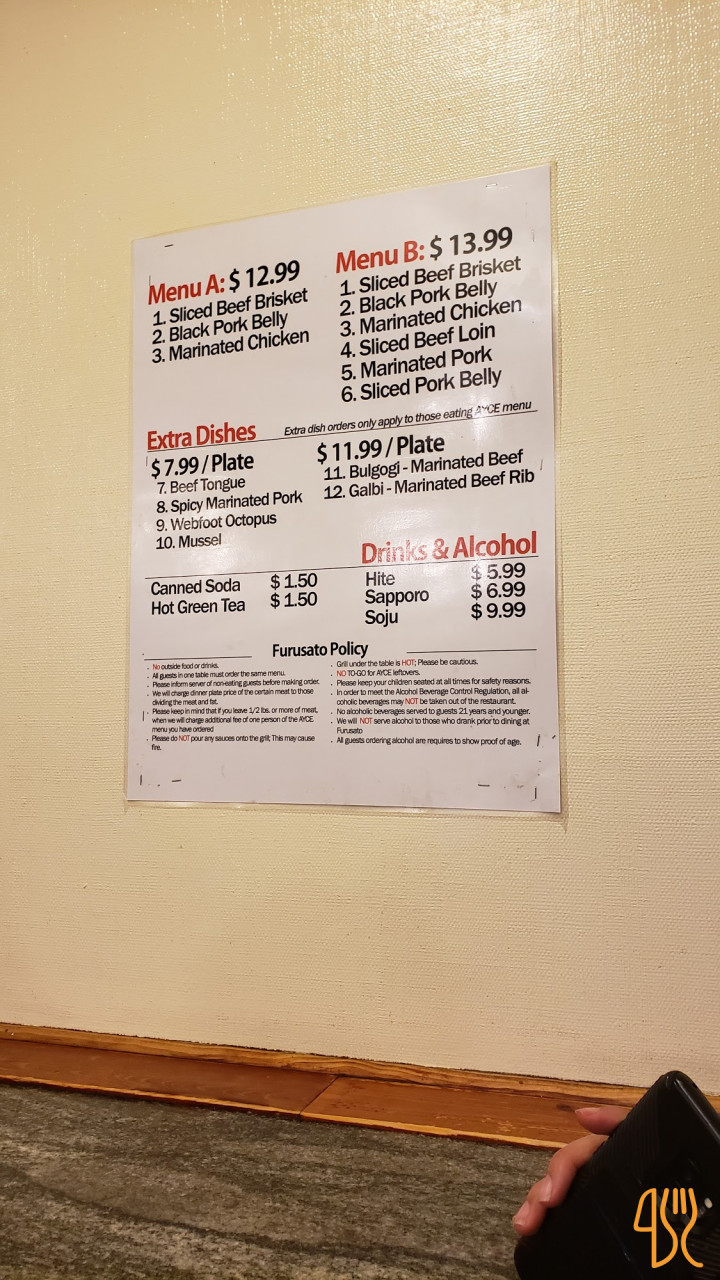 Menu A: $ 12.99
1. Sliced Beef Brisket
2. Black Pork Belly
3. Marinated Chicken
Menu B: $ 13.99
1. Sliced Beef Brisket
2. Black Pork Belly
3. Marinated Chicken
4. Sliced Beef Loin
5. Marinated Pork
6. Sliced Pork Belly
Extra Dishes
Extra dish orders only apply to those eating AYCE menu
$ 7.99 / Plate
7. Beef Tongue
8. Spicy Marinated Pork
9. Webfoot Octopus
10. Mussel
$ 11.99 / Plate
11. Bulgogi - Marinated Beef
12. Galbi - Marinated Beef Rib
Drinks & Alcohol
Canned Soda $ 1.50
Hot Green Tea $ 1.50
Hite $ 5.99
Sapporo $ 6.99
Soju $ 9.99
Furusato Policy
. No outside food or drinks.
. All guests in one table must order the same menu.
. Please inform server of non-eating guests before making order.
. We will charge dinner plate price of the certain meat to those
dividing the meat and fat.
. Please keep in mind that if you leave 1/2 lbs. or more of meat,
when we will charge additional fee of one person of the AYCE
menu you have ordered
. Please do NOT pour any sauces onto the grill; This may cause
fire.
. Grill under the table is HOT; Please be cautious.
. NO TO-GO for AYCE leftovers.
. Please keep your children seated at all times for safety reasons.
. In order to meet the Alcohol Beverage Control Regulation, all al-
coholic beverages may NOT be taken out of the restaurant.
. No alcoholic beverages served to guests 21 years and younger.
. We will NOT serve alcohol to those who drank prior to dining at
Furusato
. All guests ordering alcohol are requires to show proof of age.